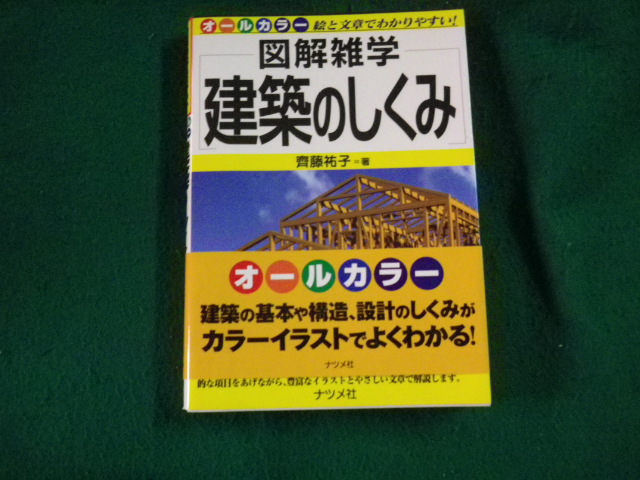 オールカラー 絵と文章でわかりやすい!
図解雑学
建築のしくみ
齊藤祐子=著
オールカラー
建築の基本や構造、設計のしくみが
カラーイラストでよくわかる!
ナツメ社
的な項目をあげながら、豊富なイラストとやさしい文章で解説します。
ナツメ社